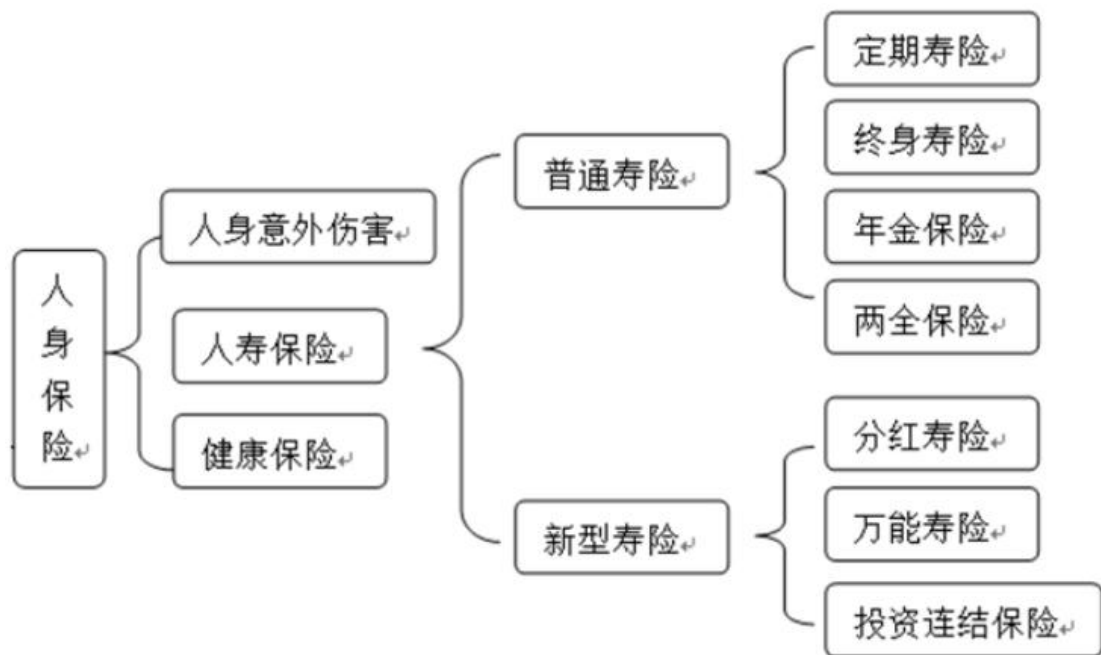 人身保险
人身意外伤害
人寿保险
健康保险
普通寿险
定期寿险
终身寿险
年金保险
两全保险
新型寿险
分红寿险
万能寿险
投资连结保险